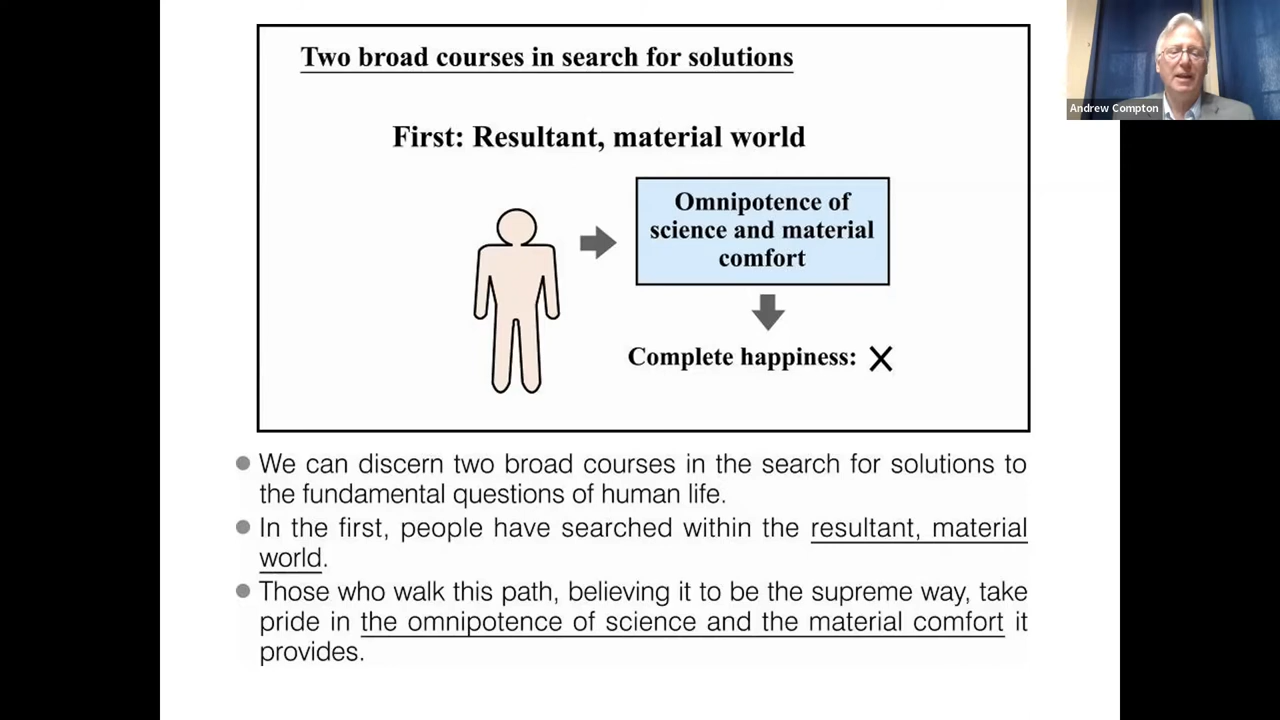 Two broad courses in search for solutions
First: Resultant, material world
Omnipotence of
science and material
comfort
Complete happiness: X
Andrew Compton
We can discern two broad courses in the search for solutions to
the fundamental questions of human life.
In the first, people have searched within the resultant, material
world.
Those who walk this path, believing it to be the supreme way, take
pride in the omnipotence of science and the material comfort it
provides.